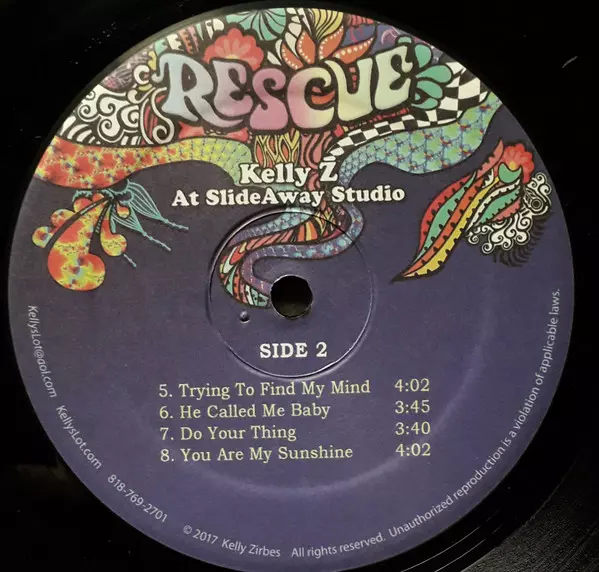 RESCUE
Kelly Z
At SlideAway Studio
SIDE 2
5. Trying To Find My Mind 4:02
6. He Called Me Baby 3:45
7. Do Your Thing 3:40
8. You Are My Sunshine 4:02
KellysLot@aol.com KellysLot.com 818-769-2701 © 2017 Kelly Zirbes All rights reserved. Unauthorized reproduction is a violation of applicable laws.